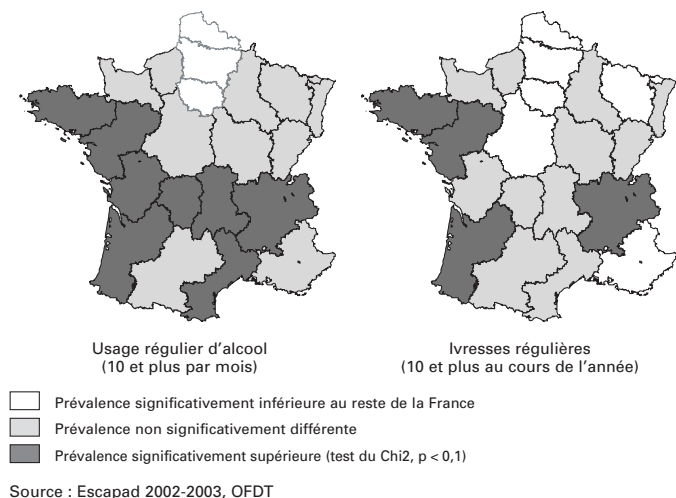 Usage régulier d'alcool
(10 et plus par mois)
Ivresses régulières
(10 et plus au cours de l'année)
Prévalence significativement inférieure au reste de la France
Prévalence non significativement différente
Prévalence significativement supérieure (test du Chi2, p < 0,1)
Source : Escapad 2002-2003, OFDT